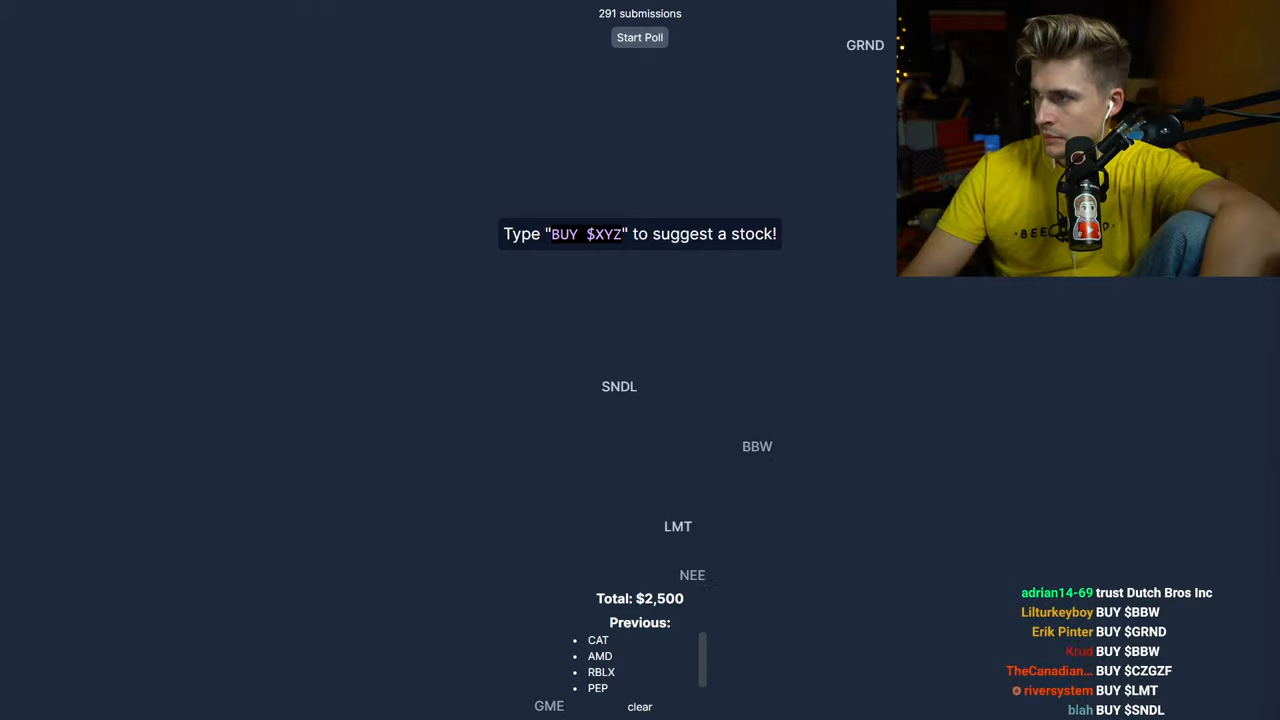 291 submissions
Start Poll
GRND
Type "BUY $XYZ" to suggest a stock!
SNDL
BBW
LMT
NEE
Total: $2,500
Previous:
• CAT
• AMD
• RBLX
• PEP
GME
clear
adrian14-69 trust Dutch Bros Inc
Lilturkeyboy BUY $BBW
Erik Pinter BUY $GRND
Krud BUY $BBW
TheCanadian... BUY $CZGZF
riversystem BUY $LMT
blah BUY $SNDL